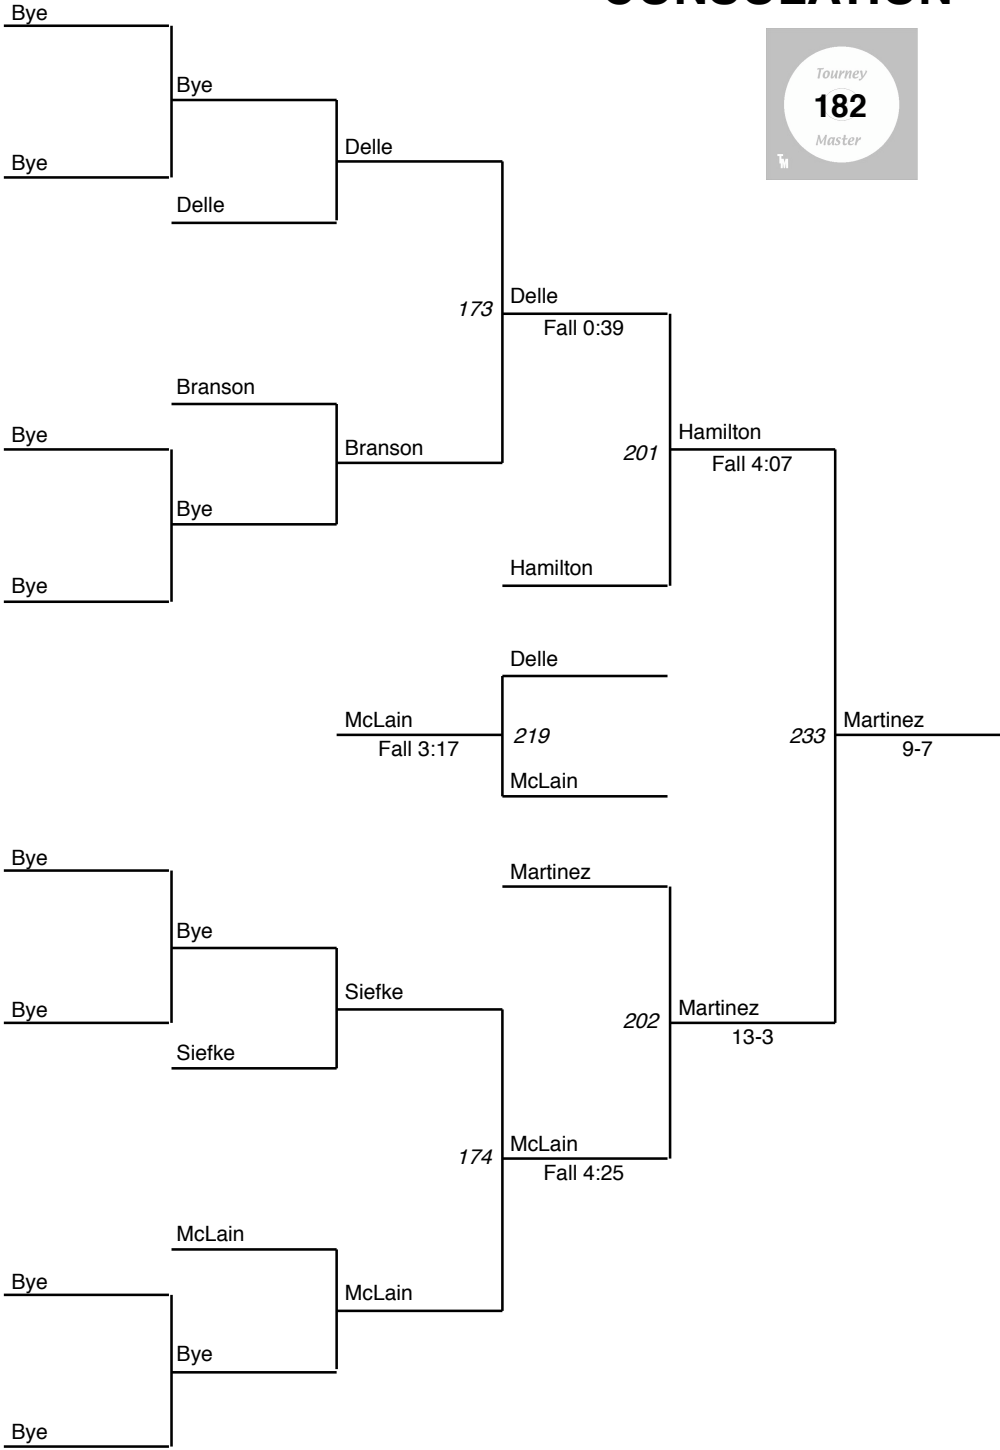 CONSOLATION
Bye
Tourney
182
Master
TM
Bye
Delle
Bye
Delle
Delle
173
Fall 0:39
Branson
Bye
Hamilton
Branson
201
Fall 4:07
Bye
Hamilton
Bye
Delle
McLain
219
233
Martinez
Fall 3:17
9-7
McLain
Bye
Martinez
Bye
Siefke
Bye
Martinez
202
Siefke
13-3
McLain
174
Fall 4:25
McLain
Bye
McLain
Bye
Bye